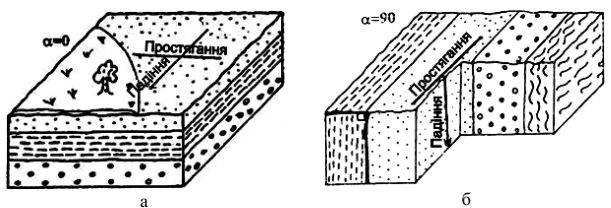 α=0
Простягання
Падіння
α=90
Простягання
Падіння
а
б